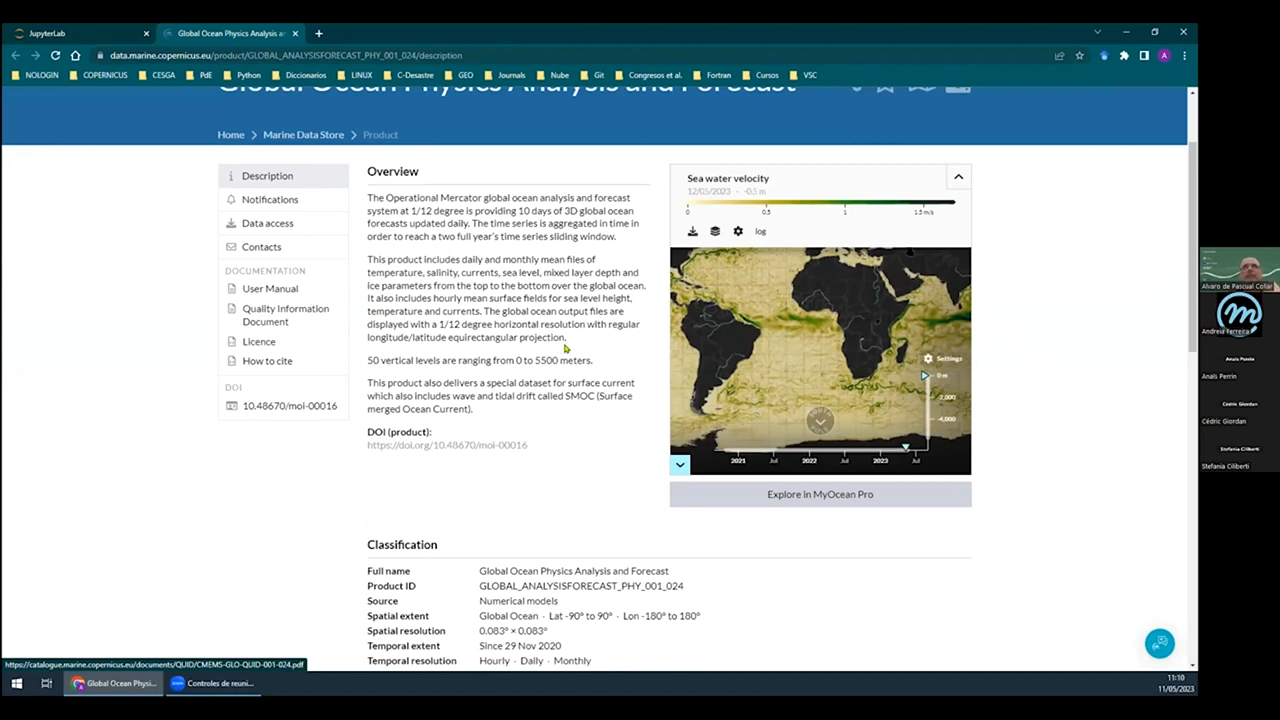 JupyterLab
Global Ocean Physics Analysis a
data.marine.copernicus.eu/product/GLOBAL_ANALYSISFORECAST_PHY_001_024/description
NOLOGIN COPERNICUS CESGA PdE Python Diccionarios LINUX C-Desastre GEO Journals Nube Git Congresos et al. Fortran Cursos VSC
Global Ocean Physics Analysis and Forecast
Home > Marine Data Store > Product
Description
Notifications
Data access
Contacts
DOCUMENTATION
User Manual
Quality Information
Document
Licence
How to cite
DOI
10.48670/moi-00016
Overview
The Operational Mercator global ocean analysis and forecast
system at 1/12 degree is providing 10 days of 3D global ocean
forecasts updated daily. The time series is aggregated in time in
order to reach a two full year's time series sliding window.
This product includes daily and monthly mean files of
temperature, salinity, currents, sea level, mixed layer depth and
ice parameters from the top to the bottom over the global ocean.
It also includes hourly mean surface fields for sea level height,
temperature and currents. The global ocean output files are
displayed with a 1/12 degree horizontal resolution with regular
longitude/latitude equirectangular projection.
50 vertical levels are ranging from 0 to 5500 meters.
This product also delivers a special dataset for surface current
which also includes wave and tidal drift called SMOC (Surface
merged Ocean Current).
DOI (product):
https://doi.org/10.48670/moi-00016
Sea water velocity
12/05/2023 - -0.5 m
0 0.5 1 1.5 m/s
log
Settings
0 m
-2,000
-4,000
2021 Jul 2022 Jul 2023 Jul
Explore in MyOcean Pro
Classification
Full name Global Ocean Physics Analysis and Forecast
Product ID GLOBAL_ANALYSISFORECAST_PHY_001_024
Source Numerical models
Spatial extent Global Ocean · Lat -90° to 90° · Lon -180° to 180°
Spatial resolution 0.083° × 0.083°
Temporal extent Since 29 Nov 2020
Temporal resolution Hourly · Daily · Monthly
https://catalogue.marine.copernicus.eu/documents/QUID/CMEMS-GLO-QUID-001-024.pdf
Global Ocean Physi...
Controles de reuni...
11:10
11/05/2023
Alvaro de Pascual Collar
Andreia Ferreira
Anaïs Perrin
Anaïs Perrin
Cédric Giordan
Cédric Giordan
Stefania Ciliberti
Stefania Ciliberti